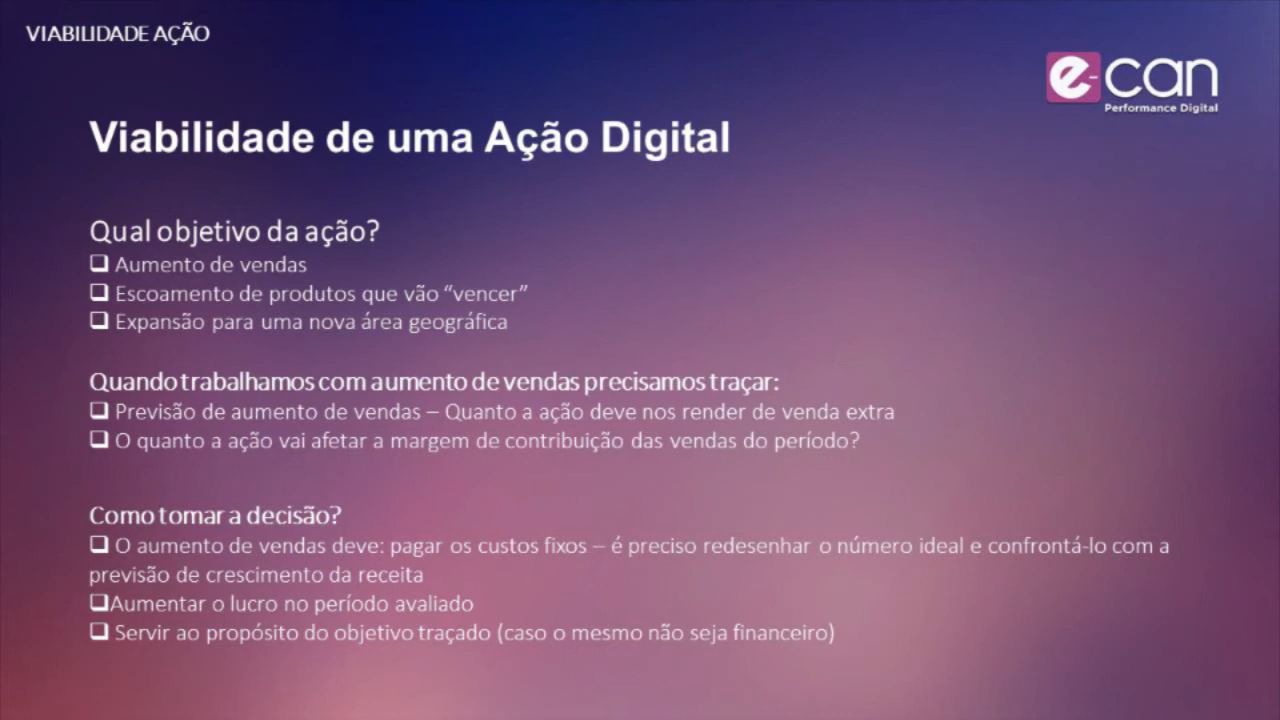 VIABILIDADE AÇÃO
e-can
Performance Digital
Viabilidade de uma Ação Digital
Qual objetivo da ação?
❑ Aumento de vendas
❑ Escoamento de produtos que vão “vencer”
❑ Expansão para uma nova área geográfica
Quando trabalhamos com aumento de vendas precisamos traçar:
❑ Previsão de aumento de vendas – Quanto a ação deve nos render de venda extra
❑ O quanto a ação vai afetar a margem de contribuição das vendas do período?
Como tomar a decisão?
❑ O aumento de vendas deve: pagar os custos fixos – é preciso redesenhar o número ideal e confrontá-lo com a
previsão de crescimento da receita
❑Aumentar o lucro no período avaliado
❑ Servir ao propósito do objetivo traçado (caso o mesmo não seja financeiro)